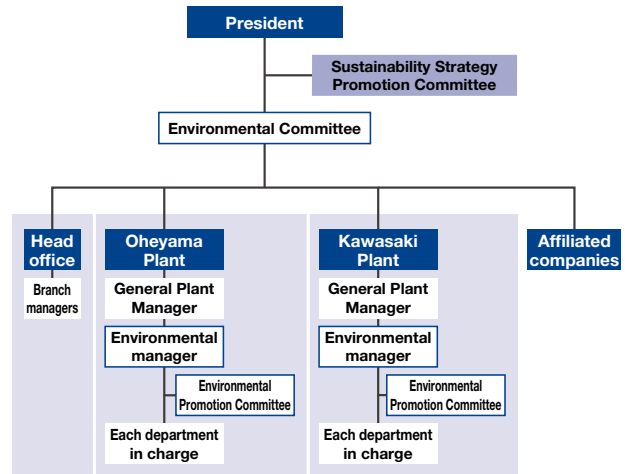 President
Sustainability Strategy
Promotion Committee
Environmental Committee
Head
office
Branch
managers
Oheyama
Plant
General Plant
Manager
Environmental
manager
Environmental
Promotion Committee
Each department
in charge
Kawasaki
Plant
General Plant
Manager
Environmental
manager
Environmental
Promotion Committee
Each department
in charge
Affiliated
companies